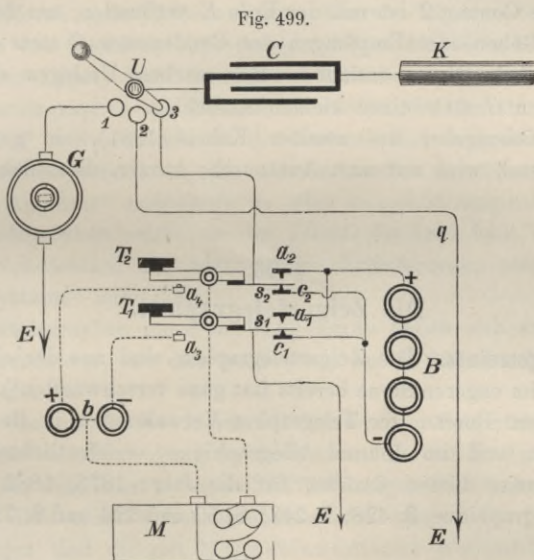 Fig. 499.
C
K
U
1
2
3
G
q
T₂
a₂
+
a₄
s₂
c₂
T₁
s₁
a₁
a₃
c₁
E
B
+
b
−
−
M
E
E